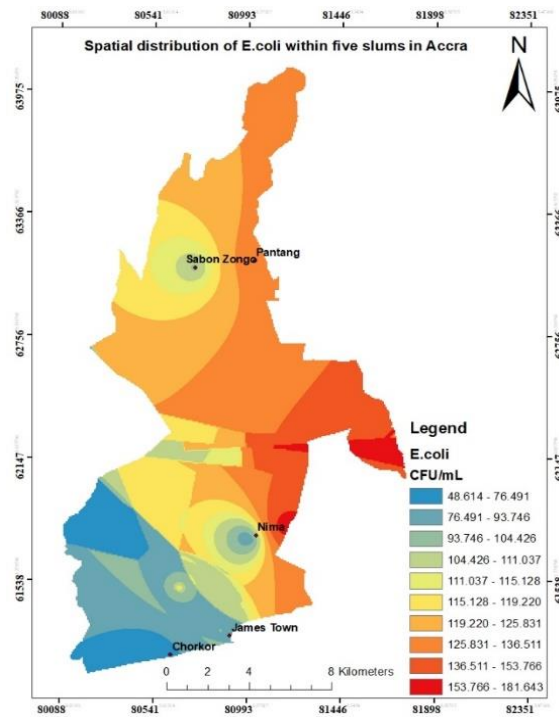 S0088 S0541 S0993 S1446 S1898 S2351
Spatial distribution of E.coli within five slums in Accra
N
63975 63975
63366 63366
Sabon Zongo Pantang
62756 62756
Legend
E.coli
62147 62147
CFU/mL
48.614 - 76.491
76.491 - 93.746
93.746 - 104.426
104.426 - 111.037
111.037 - 115.128
115.128 - 119.220
119.220 - 125.831
125.831 - 136.511
136.511 - 153.766
153.766 - 181.643
Nima
61538 61538
James Town
Chorkor
0 2 4 8 Kilometers
S0088 S0541 S0993 S1446 S1898 S2351